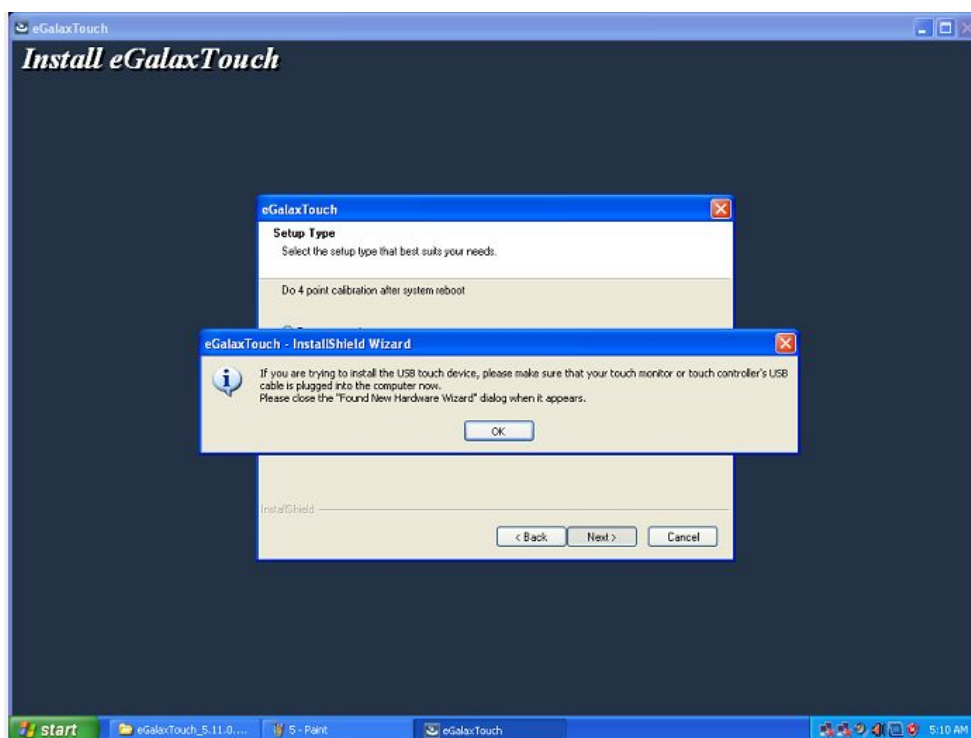 eGalaxTouch
Install eGalaxTouch
eGalaxTouch
Setup Type
Select the setup type that best suits your needs.
Do 4 point calibration after system reboot
eGalaxTouch - InstallShield Wizard
If you are trying to install the USB touch device, please make sure that your touch monitor or touch controller's USB
cable is plugged into the computer now.
Please close the "Found New Hardware Wizard" dialog when it appears.
OK
InstallShield
< Back Next > Cancel
start eGalaxTouch_5.11.0.... 5 - Paint eGalaxTouch 5:10 AM